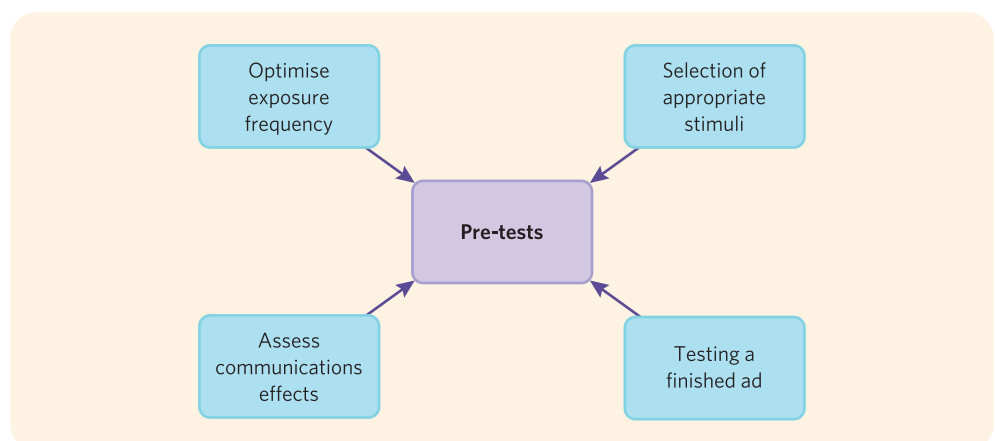 Optimise
exposure
frequency
Selection of
appropriate
stimuli
Pre-tests
Assess
communications
effects
Testing a
finished ad